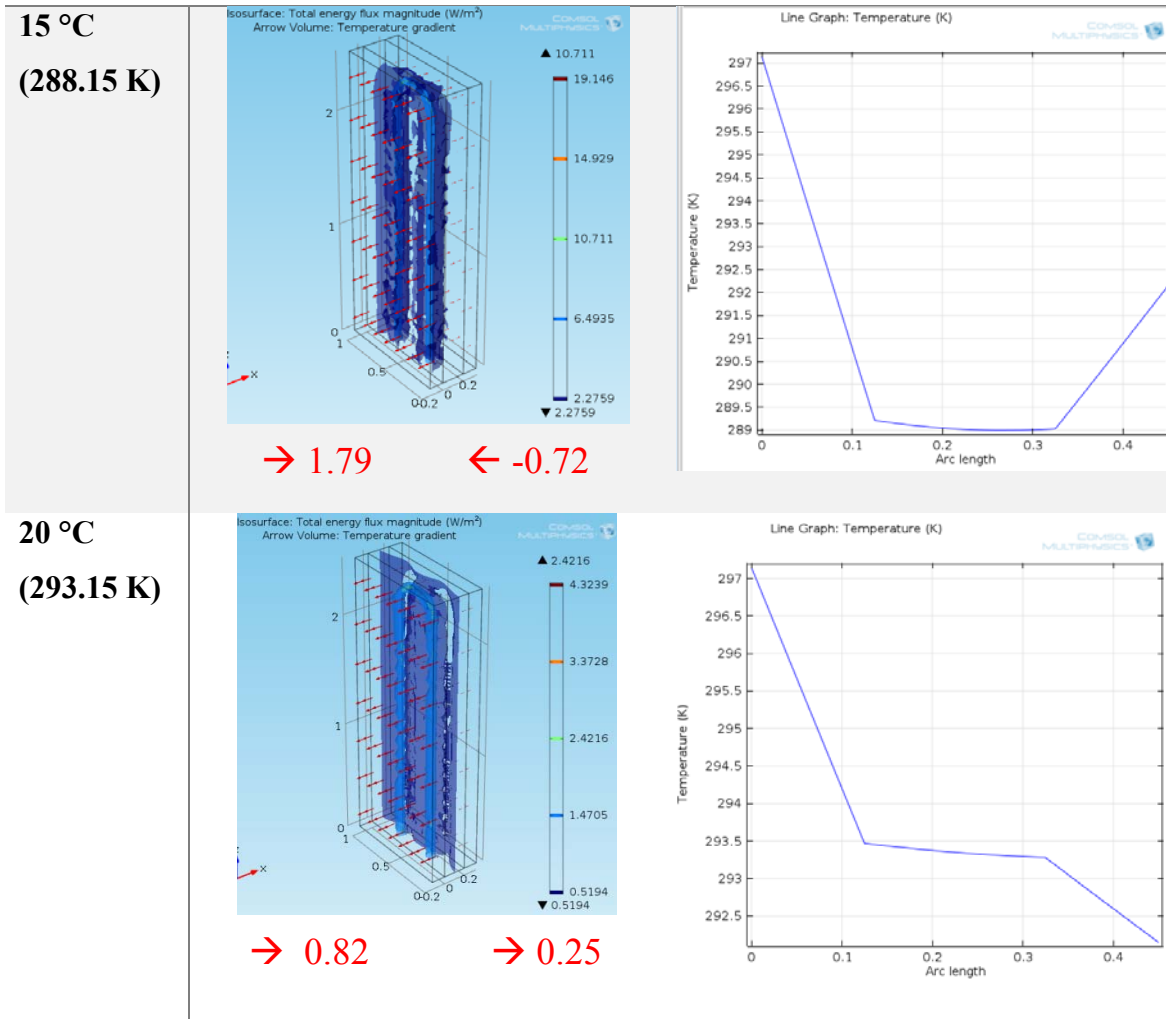 15 °C
(288.15 K)
Isosurface: Total energy flux magnitude (W/m²)
Arrow Volume: Temperature gradient
COMSOL
MULTIPHYSICS
▲ 10.711
19.146
14.929
10.711
6.4935
2.2759
▼ 2.2759
2
1
0
1
0.5
0
-0.2
0
0.2
x
→ 1.79 ← -0.72
Line Graph: Temperature (K)
COMSOL
MULTIPHYSICS
Temperature (K)
297
296.5
296
295.5
295
294.5
294
293.5
293
292.5
292
291.5
291
290.5
290
289.5
289
0 0.1 0.2 0.3 0.4
Arc length
20 °C
(293.15 K)
Isosurface: Total energy flux magnitude (W/m²)
Arrow Volume: Temperature gradient
COMSOL
MULTIPHYSICS
▲ 2.4216
4.3239
3.3728
2.4216
1.4705
0.5194
▼ 0.5194
2
1
0
1
0.5
0
-0.2
0
0.2
x
→ 0.82 → 0.25
Line Graph: Temperature (K)
COMSOL
MULTIPHYSICS
Temperature (K)
297
296.5
296
295.5
295
294.5
294
293.5
293
292.5
0 0.1 0.2 0.3 0.4
Arc length